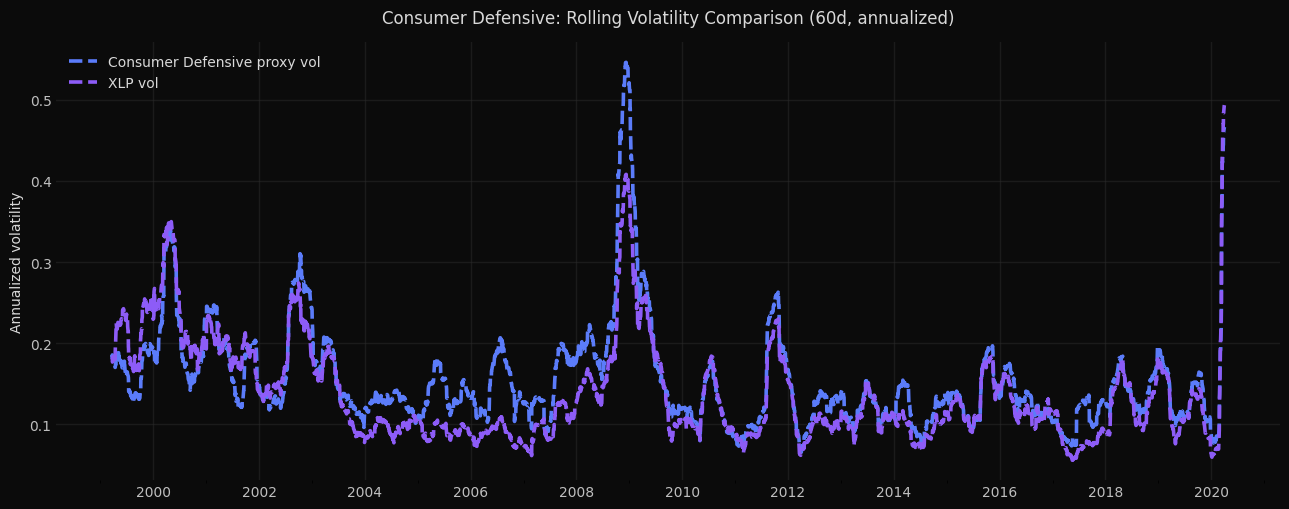 Consumer Defensive: Rolling Volatility Comparison (60d, annualized)
Consumer Defensive proxy vol
XLP vol
Annualized volatility
0.5
0.4
0.3
0.2
0.1
2000 2002 2004 2006 2008 2010 2012 2014 2016 2018 2020